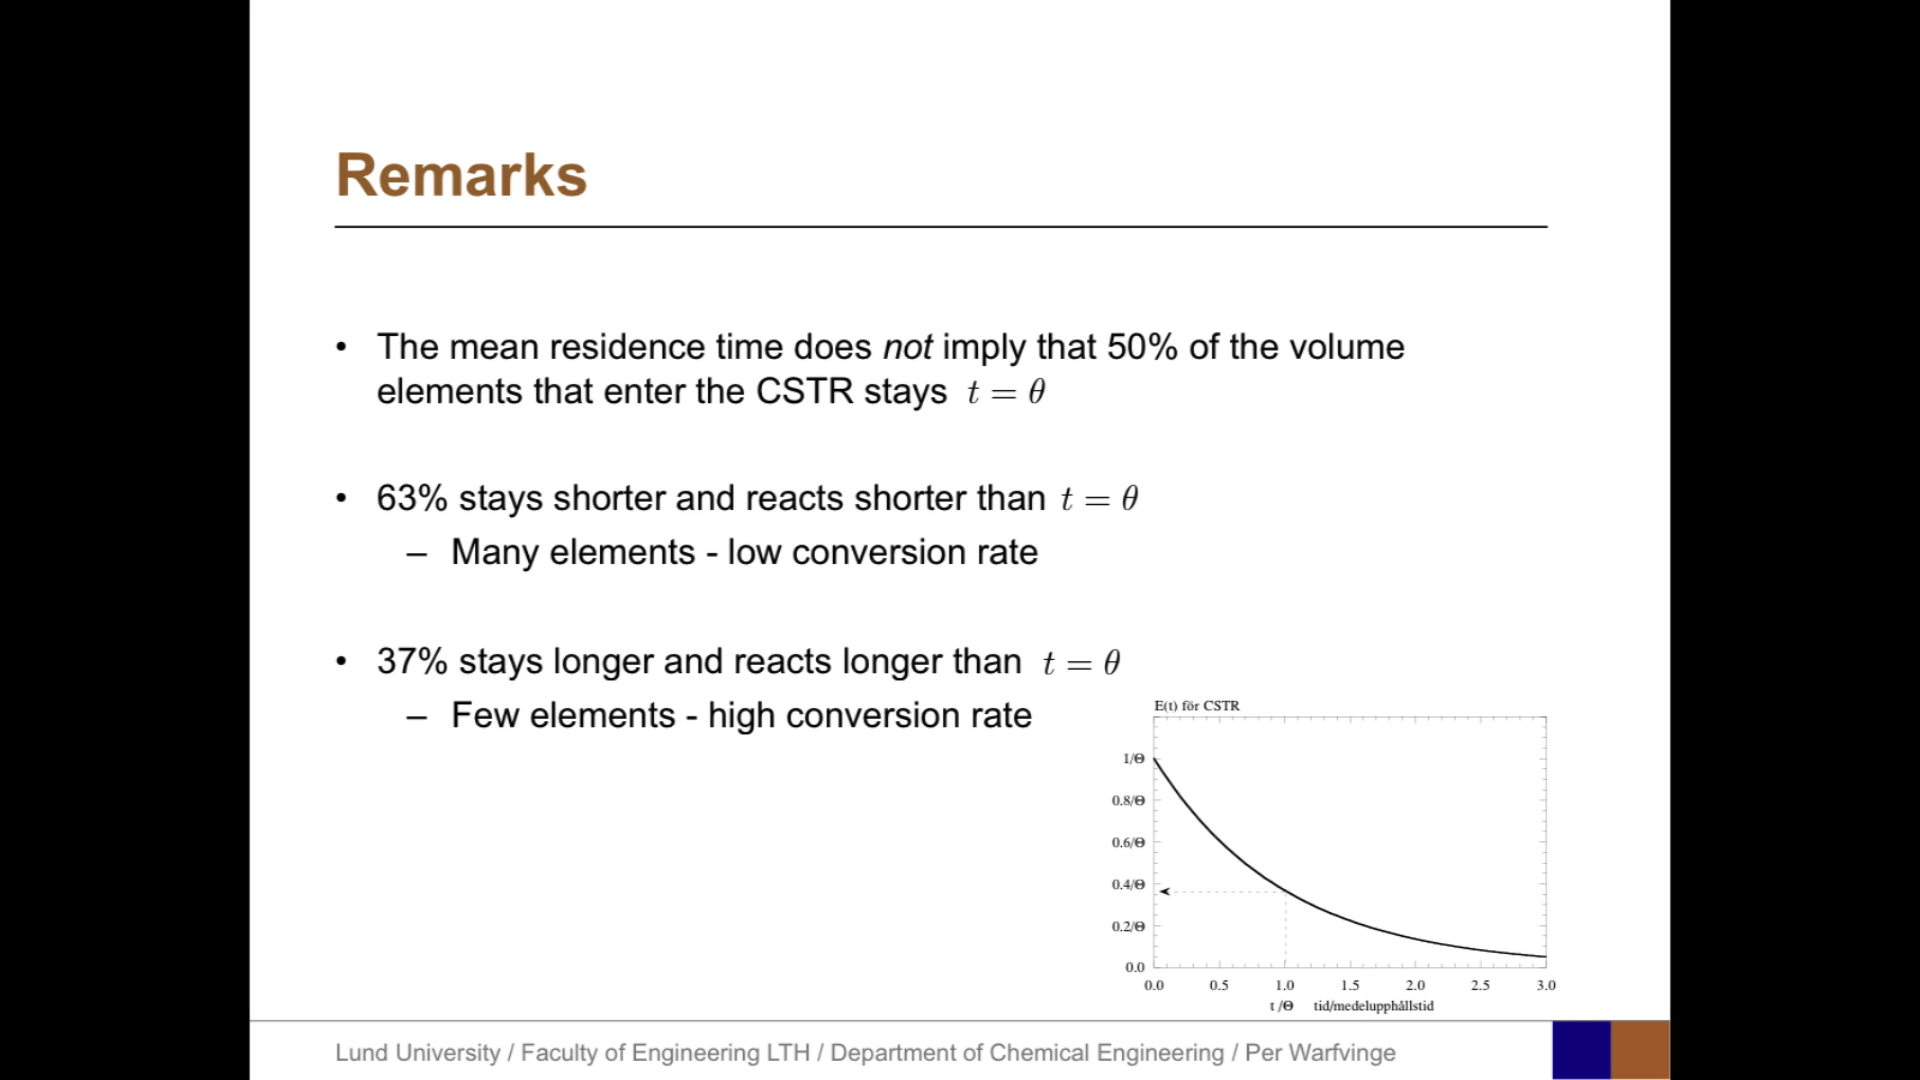 Remarks
• The mean residence time does not imply that 50% of the volume
elements that enter the CSTR stays t = θ
• 63% stays shorter and reacts shorter than t = θ
– Many elements - low conversion rate
• 37% stays longer and reacts longer than t = θ
– Few elements - high conversion rate
E(t) för CSTR
1/Θ
0.8/Θ
0.6/Θ
0.4/Θ
0.2/Θ
0.0
0.0 0.5 1.0 1.5 2.0 2.5 3.0
t /Θ tid/medelupphållstid
Lund University / Faculty of Engineering LTH / Department of Chemical Engineering / Per Warfvinge